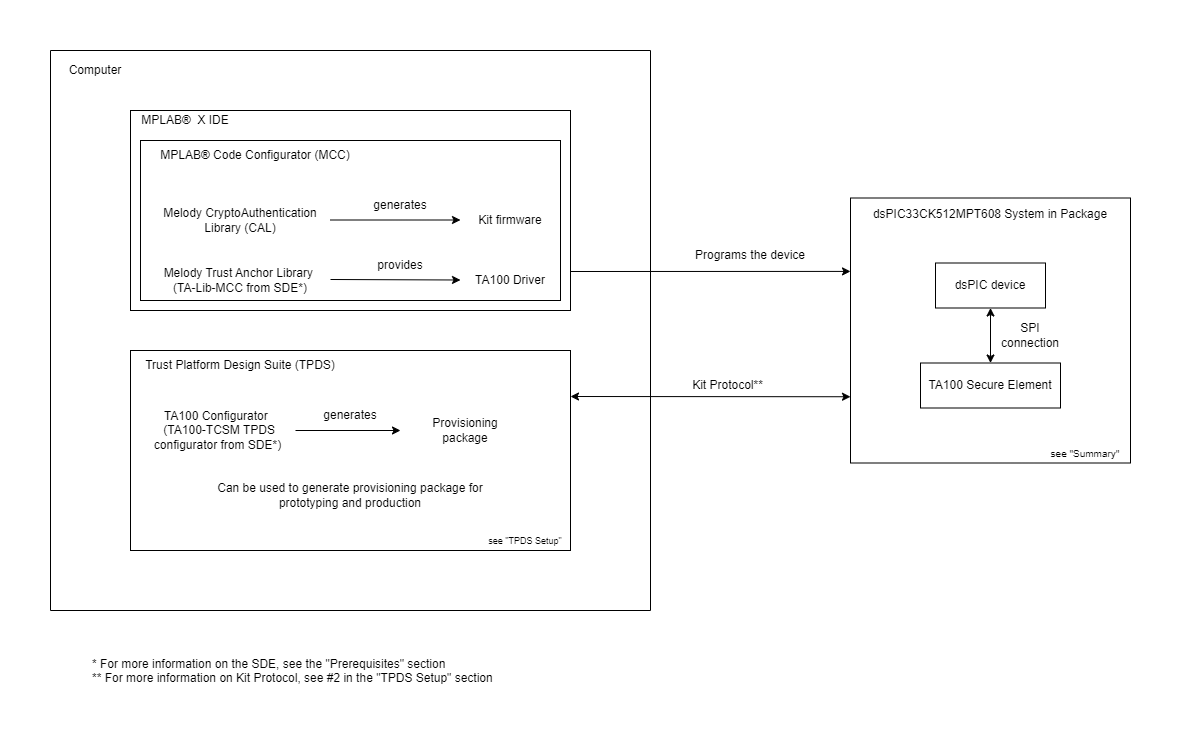 Computer
MPLAB® X IDE
MPLAB® Code Configurator (MCC)
Melody CryptoAuthentication
Library (CAL)
generates
Kit firmware
Melody Trust Anchor Library
(TA-Lib-MCC from SDE*)
provides
TA100 Driver
Programs the device
dsPIC33CK512MPT608 System in Package
dsPIC device
SPI
connection
TA100 Secure Element
see "Summary"
Kit Protocol**
Trust Platform Design Suite (TPDS)
TA100 Configurator
(TA100-TCSM TPDS
configurator from SDE*)
generates
Provisioning
package
Can be used to generate provisioning package for
prototyping and production
see "TPDS Setup"
* For more information on the SDE, see the "Prerequisites" section
** For more information on Kit Protocol, see #2 in the "TPDS Setup" section